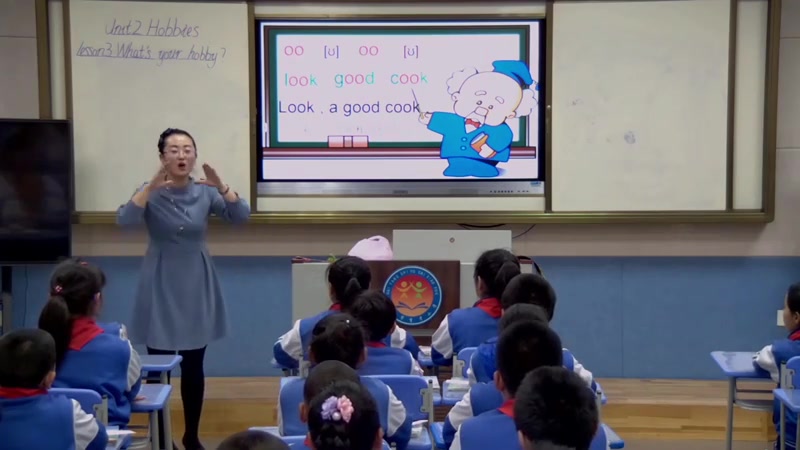 Unit2 Hobbies
lesson3 What's your hobby?
oo [ʊ] oo [ʊ]
look good cook
Look , a good cook